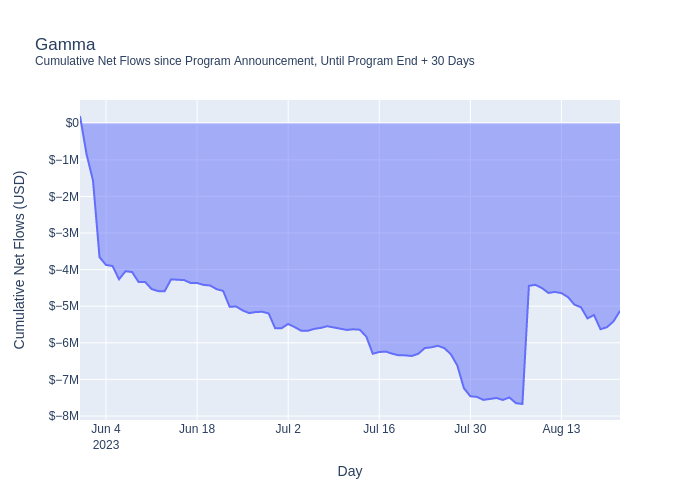 Gamma
Cumulative Net Flows since Program Announcement, Until Program End + 30 Days
Cumulative Net Flows (USD)
$0
$−1M
$−2M
$−3M
$−4M
$−5M
$−6M
$−7M
$−8M
Jun 4 Jun 18 Jul 2 Jul 16 Jul 30 Aug 13
2023
Day